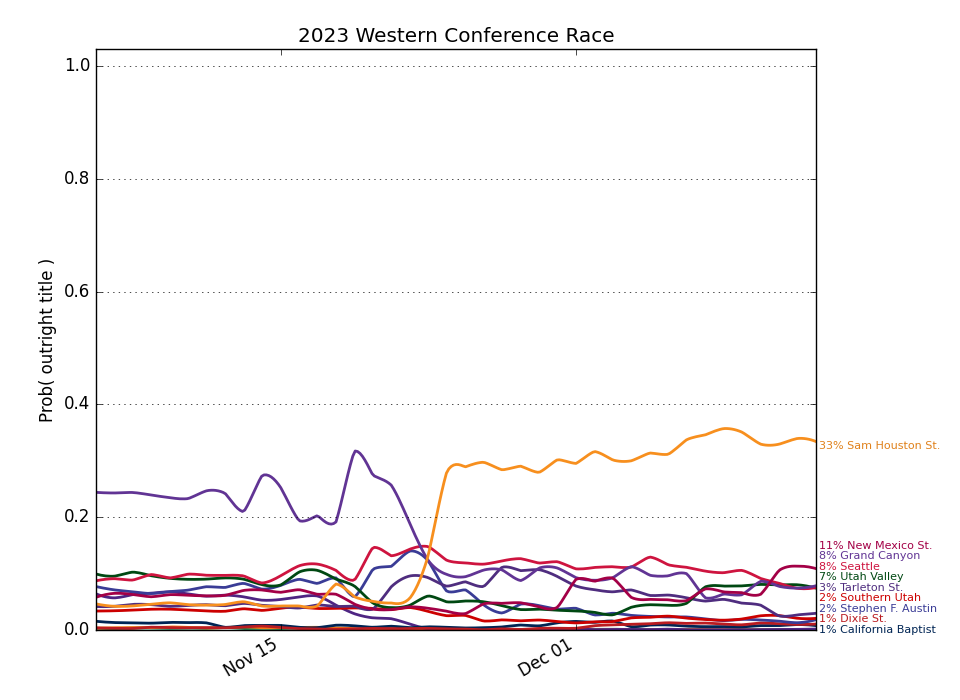 2023 Western Conference Race
1.0
0.8
0.6
0.4
0.2
0.0
Prob( outright title )
Nov 15
Dec 01
33% Sam Houston St.
11% New Mexico St.
8% Grand Canyon
8% Seattle
7% Utah Valley
3% Tarleton St.
2% Southern Utah
2% Stephen F. Austin
1% Dixie St.
1% California Baptist